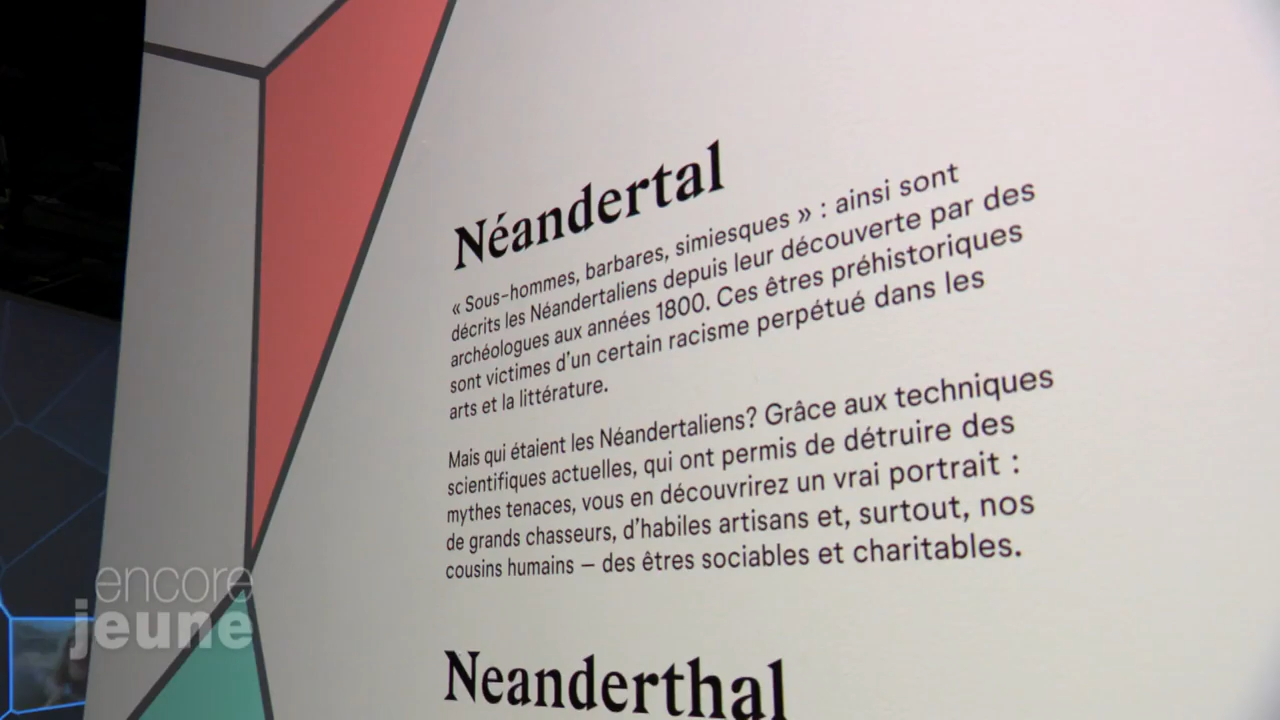 Néandertal
« Sous-hommes, barbares, simiesques » : ainsi sont
décrits les Néandertaliens depuis leur découverte par des
archéologues aux années 1800. Ces êtres préhistoriques
sont victimes d'un certain racisme perpétué dans les
arts et la littérature.
Mais qui étaient les Néandertaliens? Grâce aux techniques
scientifiques actuelles, qui ont permis de détruire des
mythes tenaces, vous en découvrirez un vrai portrait :
de grands chasseurs, d'habiles artisans et, surtout, nos
cousins humains – des êtres sociables et charitables.
Neanderthal
encore
jeune